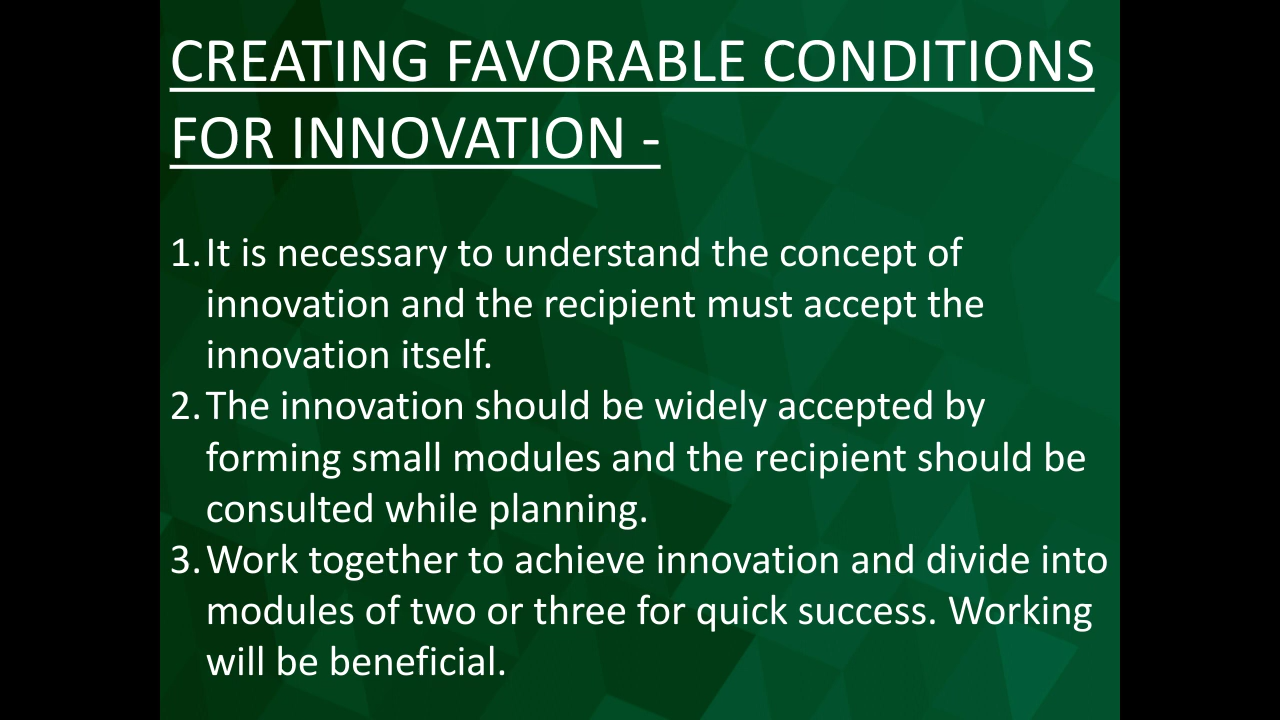 CREATING FAVORABLE CONDITIONS
FOR INNOVATION -
1. It is necessary to understand the concept of
innovation and the recipient must accept the
innovation itself.
2. The innovation should be widely accepted by
forming small modules and the recipient should be
consulted while planning.
3. Work together to achieve innovation and divide into
modules of two or three for quick success. Working
will be beneficial.